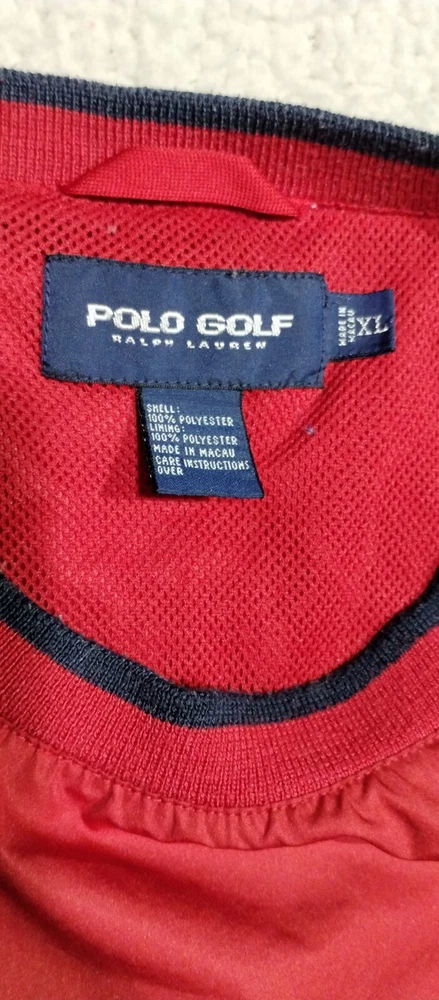 POLO GOLF
RALPH LAUREN
MADE IN
MACAU
XL
SHELL:
100% POLYESTER
LINING:
100% POLYESTER
MADE IN MACAU
CARE INSTRUCTIONS
OVER